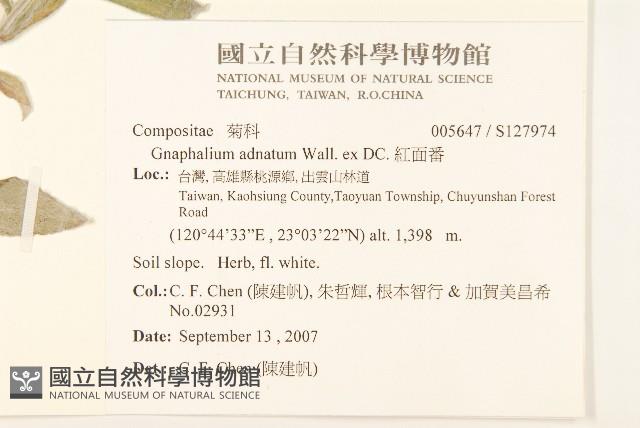 國立自然科學博物館
NATIONAL MUSEUM OF NATURAL SCIENCE
TAICHUNG, TAIWAN, R.O.CHINA
Compositae 菊科 005647 / S127974
Gnaphalium adnatum Wall. ex DC. 紅面番
Loc.: 台灣, 高雄縣桃源鄉, 出雲山林道
Taiwan, Kaohsiung County,Taoyuan Township, Chuyunshan Forest
Road
(120°44’33”E , 23°03’22”N) alt. 1,398 m.
Soil slope. Herb, fl. white.
Col.: C. F. Chen (陳建帆), 朱哲輝, 根本智行 & 加賀美昌希
No.02931
Date: September 13 , 2007
Det.: C. F. Chen (陳建帆)
國立自然科學博物館
NATIONAL MUSEUM OF NATURAL SCIENCE